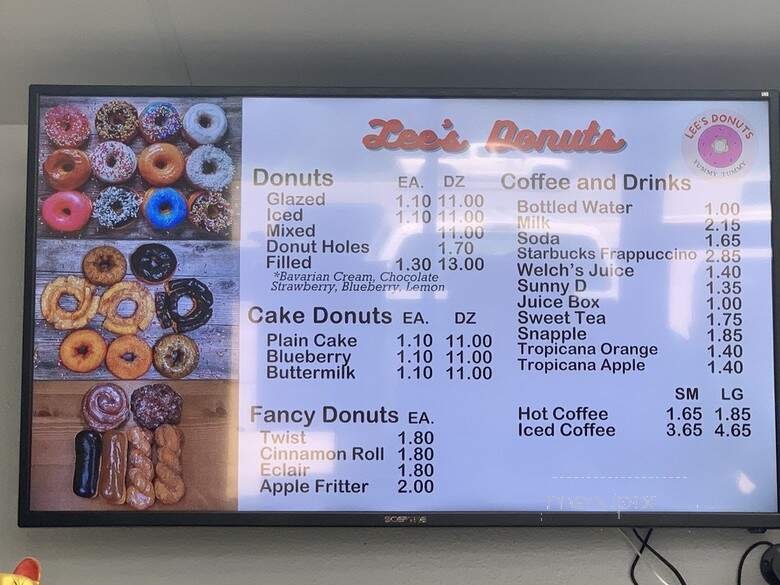 Lee's Donuts
LEE'S DONUTS
YUMMY TUMMY
Donuts EA. DZ
Glazed 1.10 11.00
Iced 1.10 11.00
Mixed 11.00
Donut Holes 1.70
Filled 1.30 13.00
*Bavarian Cream, Chocolate
Strawberry, Blueberry, Lemon
Cake Donuts EA. DZ
Plain Cake 1.10 11.00
Blueberry 1.10 11.00
Buttermilk 1.10 11.00
Fancy Donuts EA.
Twist 1.80
Cinnamon Roll 1.80
Eclair 1.80
Apple Fritter 2.00
Coffee and Drinks
Bottled Water 1.00
Milk 2.15
Soda 1.65
Starbucks Frappuccino 2.85
Welch's Juice 1.40
Sunny D 1.35
Juice Box 1.00
Sweet Tea 1.75
Snapple 1.85
Tropicana Orange 1.40
Tropicana Apple 1.40
SM LG
Hot Coffee 1.65 1.85
Iced Coffee 3.65 4.65